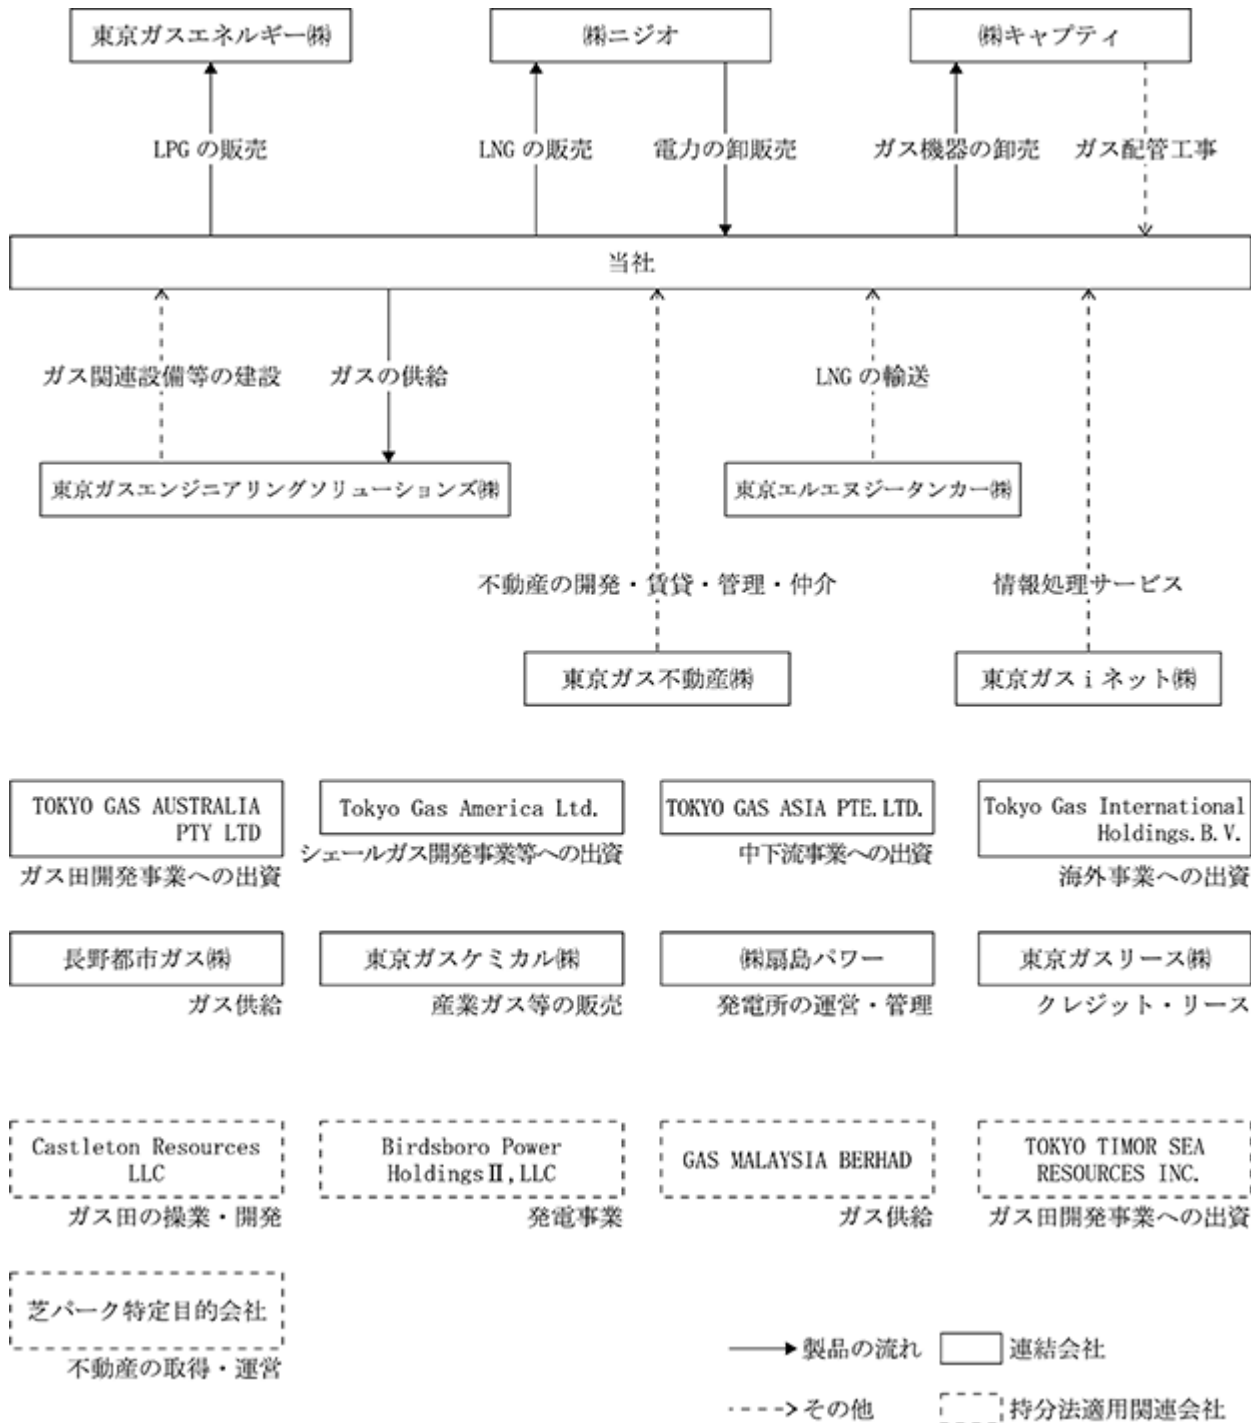 東京ガスエネルギー㈱
㈱ニジオ
㈱キャプティ
LPGの販売
LNGの販売
電力の卸販売
ガス機器の卸売
ガス配管工事
当社
ガス関連設備等の建設
ガスの供給
LNGの輸送
東京ガスエンジニアリングソリューションズ㈱
東京エルエヌジータンカー㈱
不動産の開発・賃貸・管理・仲介
情報処理サービス
東京ガス不動産㈱
東京ガスiネット㈱
TOKYO GAS AUSTRALIA
PTY LTD
ガス田開発事業への出資
Tokyo Gas America Ltd.
シェールガス開発事業等への出資
TOKYO GAS ASIA PTE.LTD.
中下流事業への出資
Tokyo Gas International
Holdings.B.V.
海外事業への出資
長野都市ガス㈱
ガス供給
東京ガスケミカル㈱
産業ガス等の販売
㈱扇島パワー
発電所の運営・管理
東京ガスリース㈱
クレジット・リース
Castleton Resources
LLC
ガス田の操業・開発
Birdsboro Power
HoldingsⅡ,LLC
発電事業
GAS MALAYSIA BERHAD
ガス供給
TOKYO TIMOR SEA
RESOURCES INC.
ガス田開発事業への出資
芝パーク特定目的会社
不動産の取得・運営
製品の流れ
連結会社
その他
持分法適用関連会社